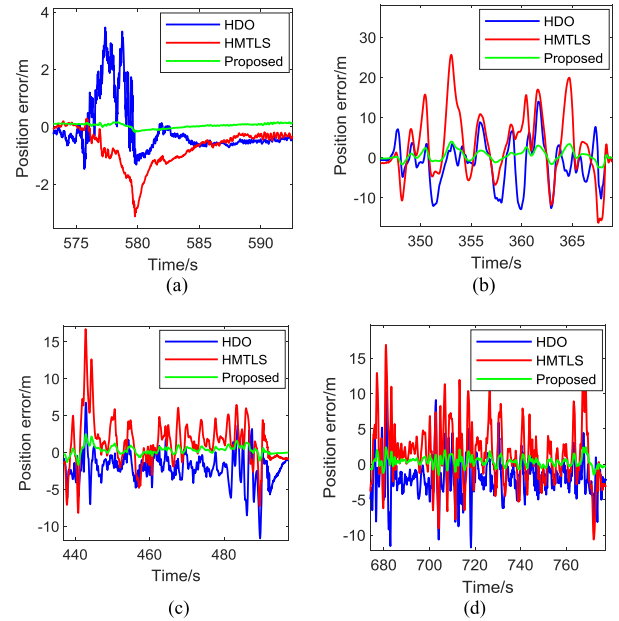 4
2
0
-2
Position error/m
HDO
HMTLS
Proposed
575 580 585 590
Time/s
(a)
30
20
10
0
-10
Position error/m
HDO
HMTLS
Proposed
350 355 360 365
Time/s
(b)
15
10
5
0
-5
-10
Position error/m
HDO
HMTLS
Proposed
440 460 480
Time/s
(c)
15
10
5
0
-5
-10
Position error/m
HDO
HMTLS
Proposed
680 700 720 740 760
Time/s
(d)